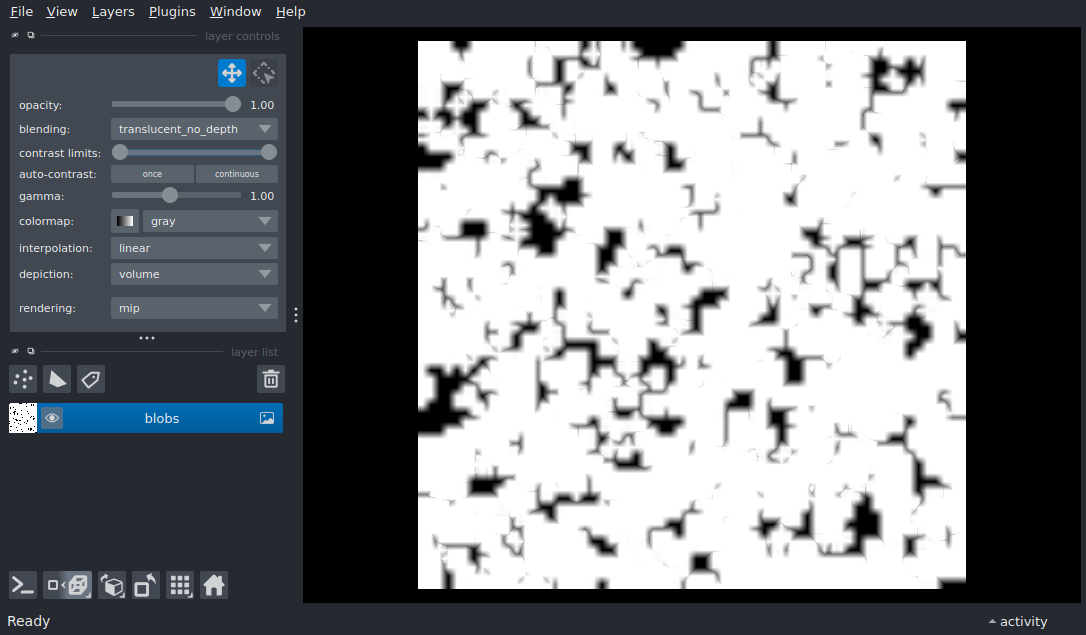 File View Layers Plugins Window Help
layer controls
opacity: 1.00
blending: translucent_no_depth
contrast limits:
auto-contrast: once continuous
gamma: 1.00
colormap: gray
interpolation: linear
depiction: volume
rendering: mip
layer list
blobs
Ready
activity